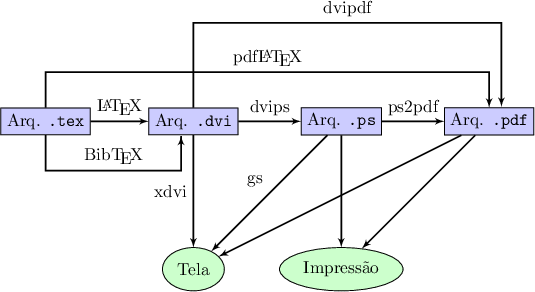 dvipdf
pdfLATEX
LATEX
dvips
ps2pdf
Arq. .tex
Arq. .dvi
Arq. .ps
Arq. .pdf
BibTEX
xdvi
gs
Tela
Impressão